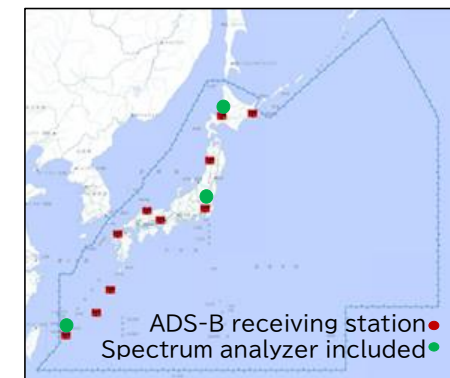 ADS-B receiving station
Spectrum analyzer included